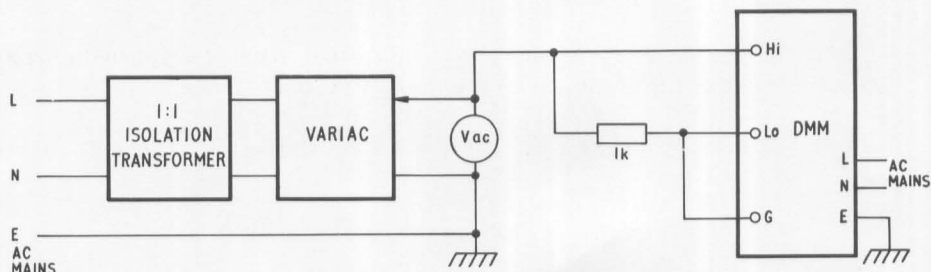 L
N
E
AC
MAINS
1:1
ISOLATION
TRANSFORMER
VARIAC
Vac
1k
Hi
Lo
DMM
G
L
N
E
AC
MAINS